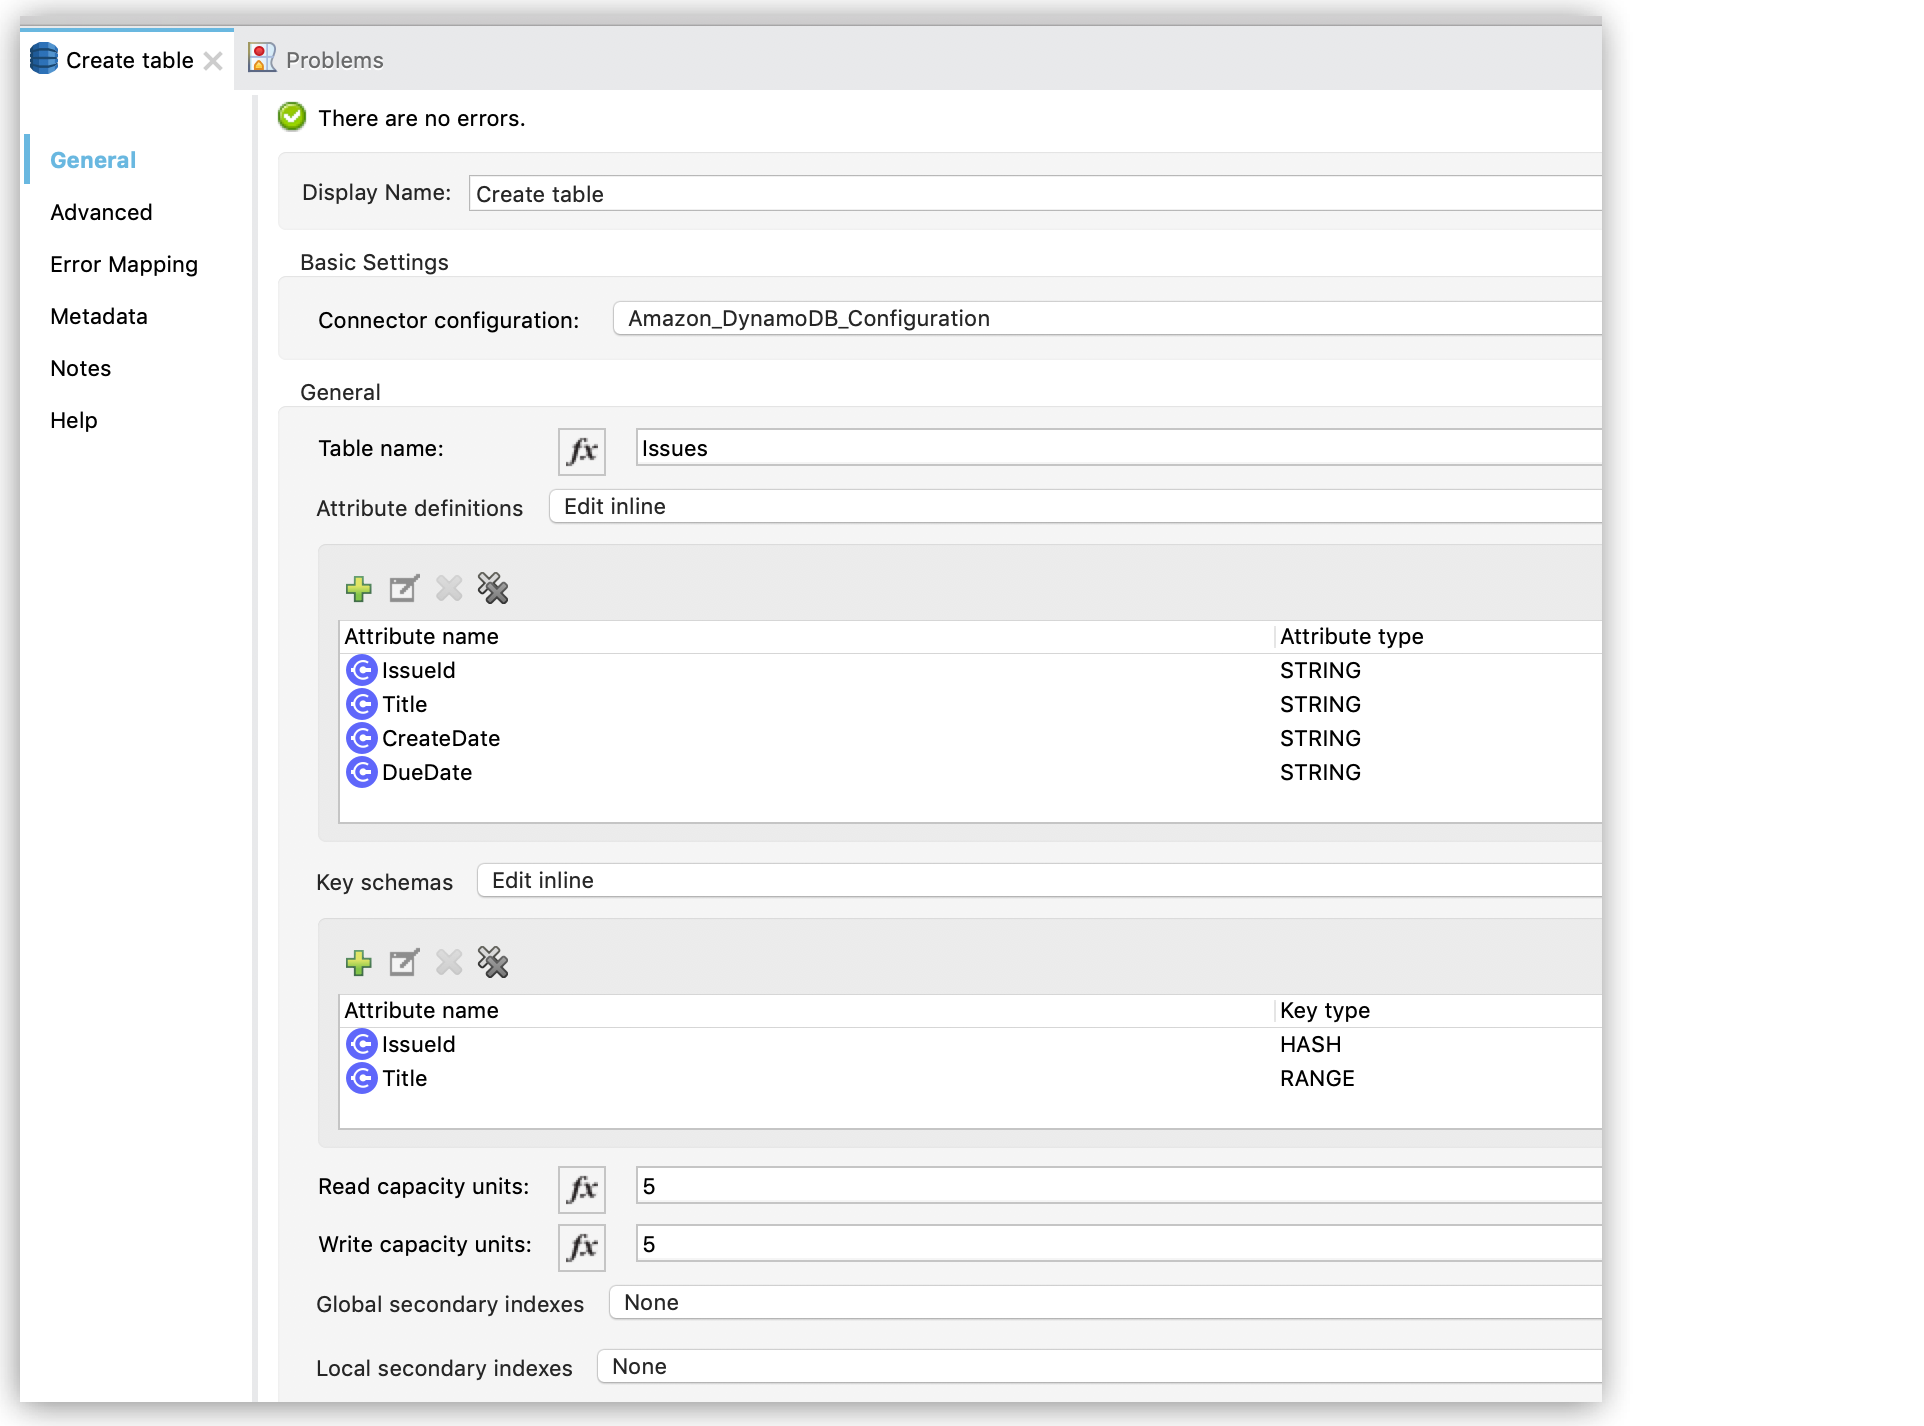 Create table
Problems
There are no errors.
General
Advanced
Error Mapping
Metadata
Notes
Help
Display Name: Create table
Basic Settings
Connector configuration: Amazon_DynamoDB_Configuration
General
Table name: fx Issues
Attribute definitions Edit inline
Attribute name Attribute type
IssueId STRING
Title STRING
CreateDate STRING
DueDate STRING
Key schemas Edit inline
Attribute name Key type
IssueId HASH
Title RANGE
Read capacity units: fx 5
Write capacity units: fx 5
Global secondary indexes None
Local secondary indexes None